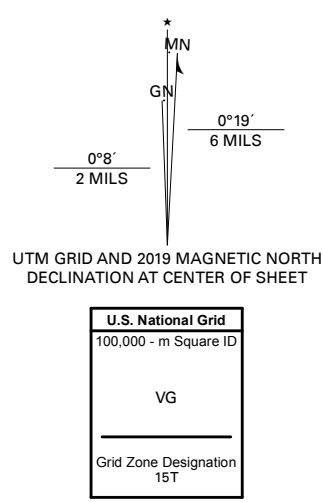 ★
MN
GN
0°19´
6 MILS
0°8´
2 MILS
UTM GRID AND 2019 MAGNETIC NORTH
DECLINATION AT CENTER OF SHEET
U.S. National Grid
100,000 - m Square ID
VG
Grid Zone Designation
15T